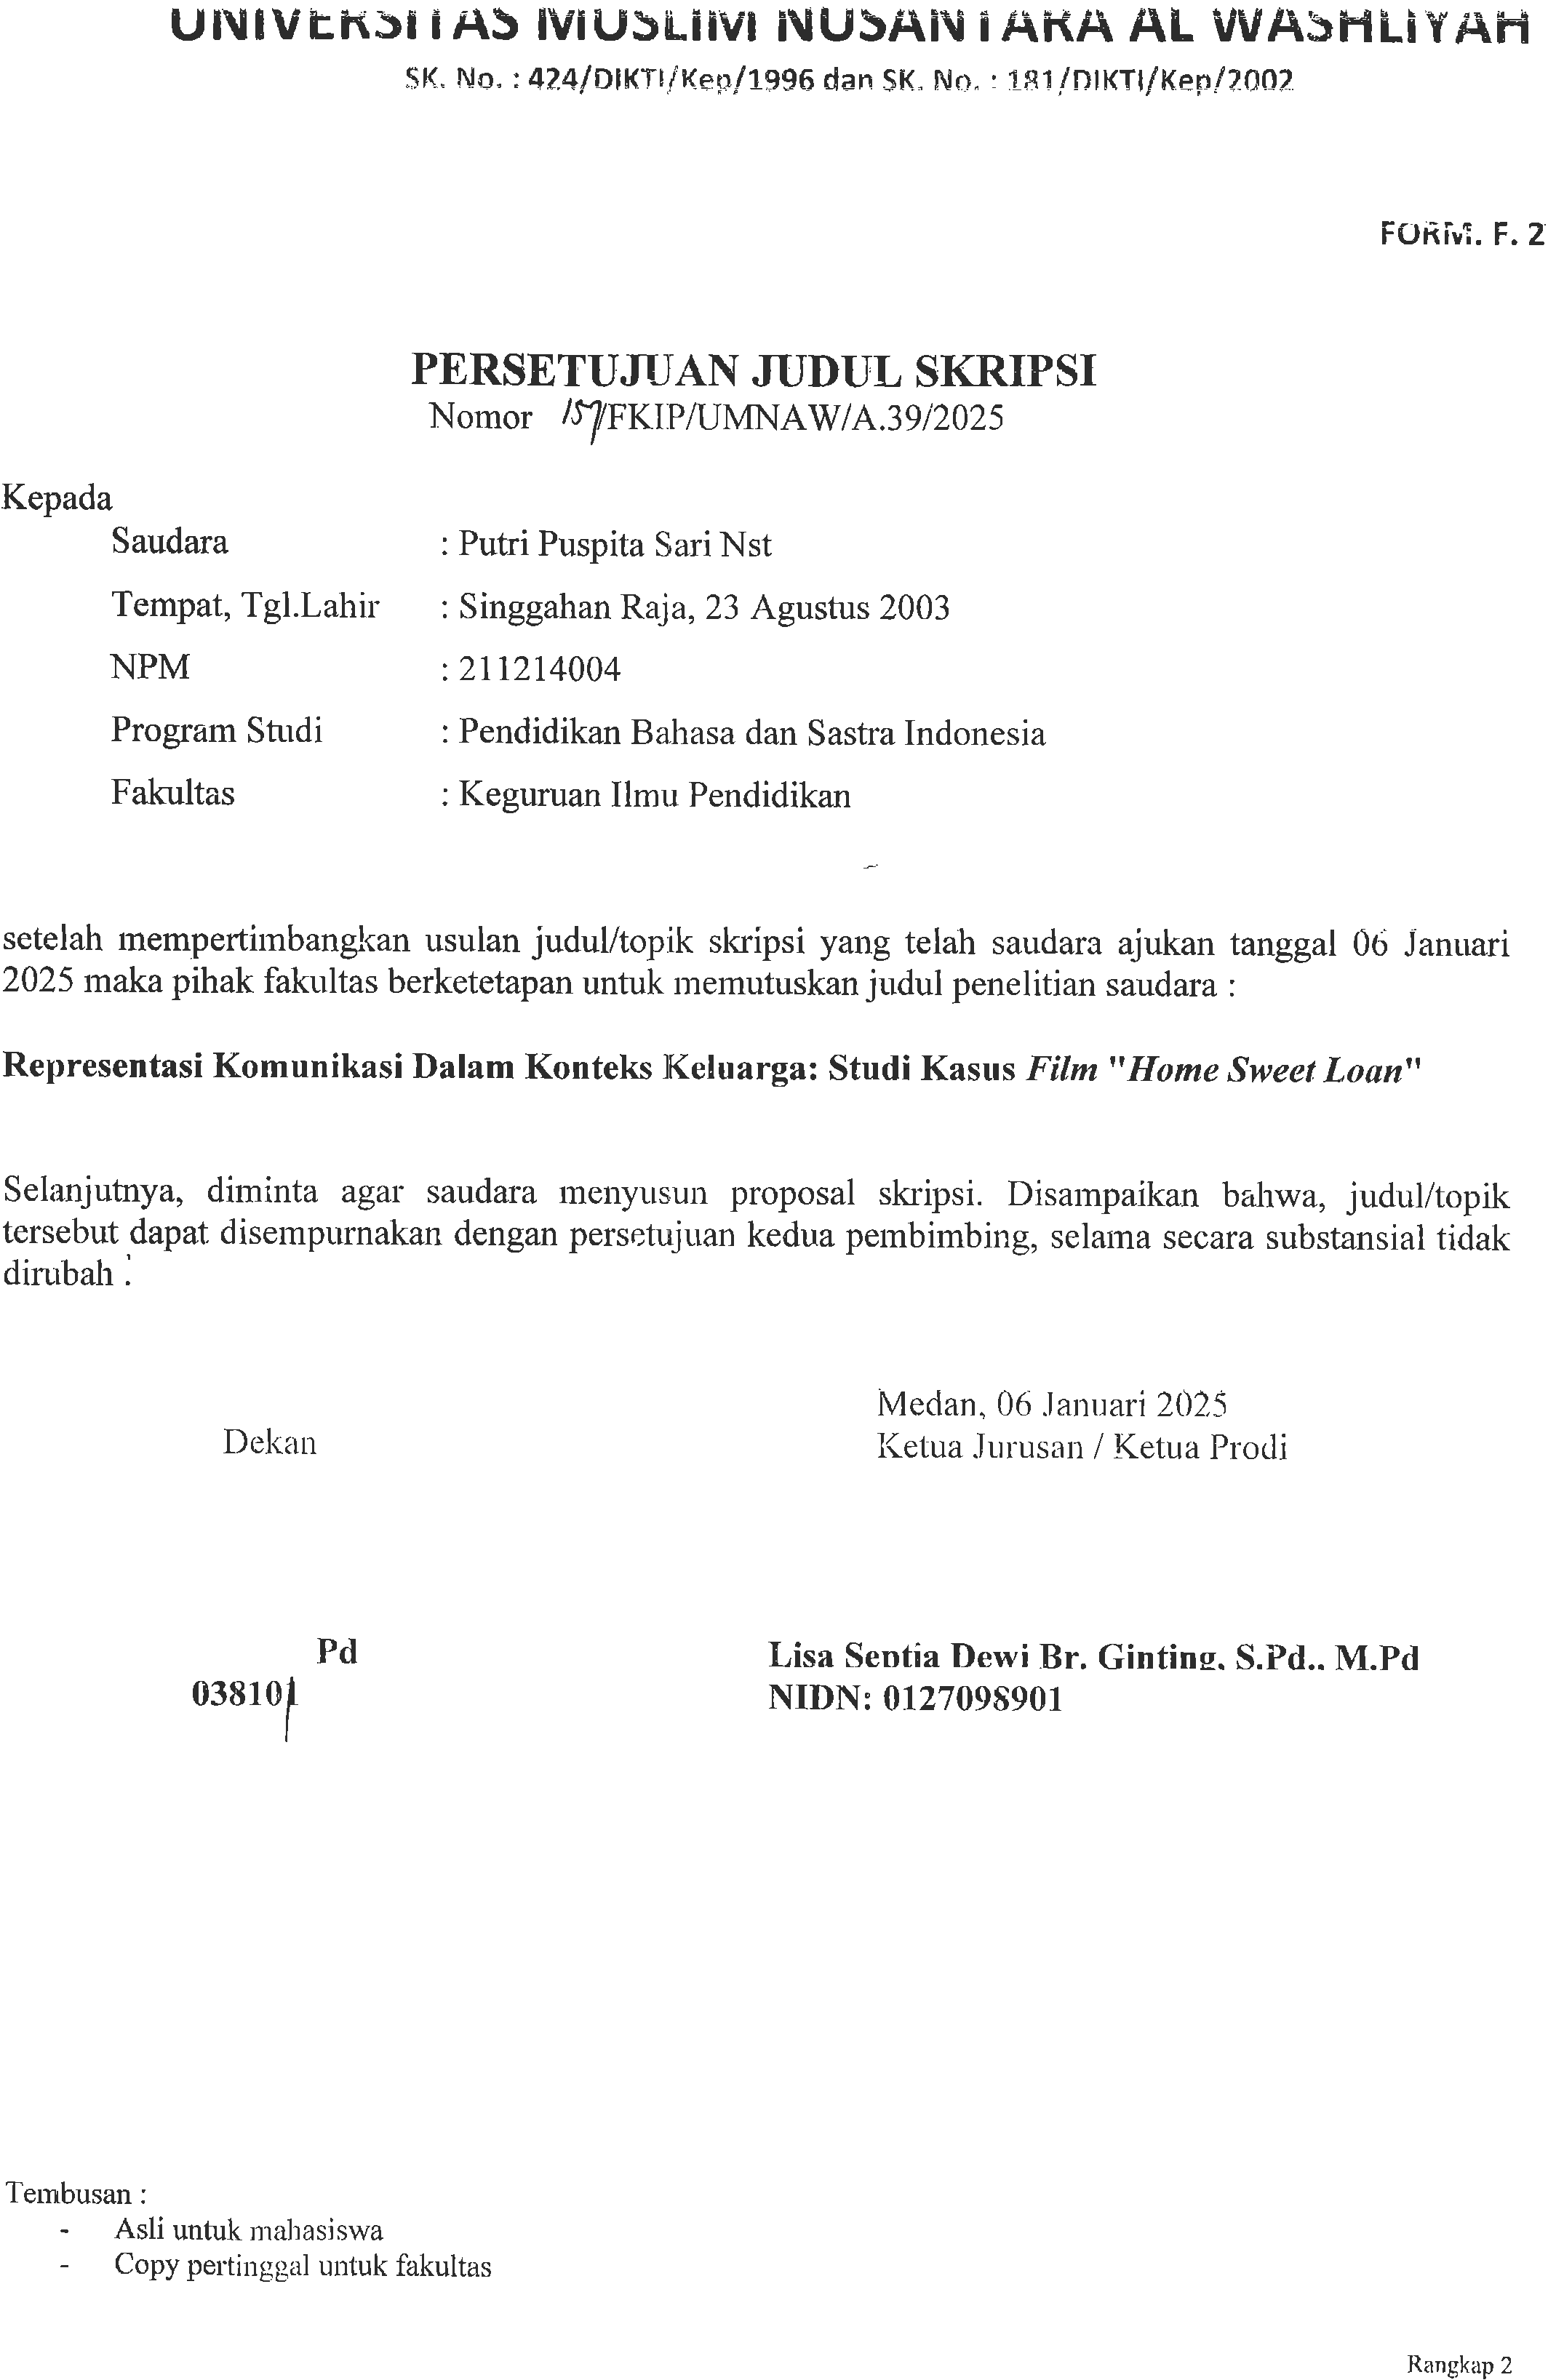 UNIVERSITAS MUSLIM NUSANTARA AL WASHLIYAH
SK. No. : 424/DIKTI/Kep/1996 dan SK. No. : 181/DIKTI/Kep/2002
FORM. F. 2
PERSETUJUAN JUDUL SKRIPSI
Nomor 157/FKIP/UMNAW/A.39/2025
Kepada
Saudara : Putri Puspita Sari Nst
Tempat, Tgl.Lahir : Singgahan Raja, 23 Agustus 2003
NPM : 211214004
Program Studi : Pendidikan Bahasa dan Sastra Indonesia
Fakultas : Keguruan Ilmu Pendidikan
setelah mempertimbangkan usulan judul/topik skripsi yang telah saudara ajukan tanggal 06 Januari
2025 maka pihak fakultas berketetapan untuk memutuskan judul penelitian saudara :
Representasi Komunikasi Dalam Konteks Keluarga: Studi Kasus Film "Home Sweet Loan"
Selanjutnya, diminta agar saudara menyusun proposal skripsi. Disampaikan bahwa, judul/topik
tersebut dapat disempurnakan dengan persetujuan kedua pembimbing, selama secara substansial tidak
dirubah .
Medan, 06 Januari 2025
Dekan
Ketua Jurusan / Ketua Prodi
Pd
038101
Lisa Septia Dewi Br. Ginting, S.Pd., M.Pd
NIDN: 0127098901
Tembusan :
- Asli untuk mahasiswa
- Copy pertinggal untuk fakultas
Rangkap 2